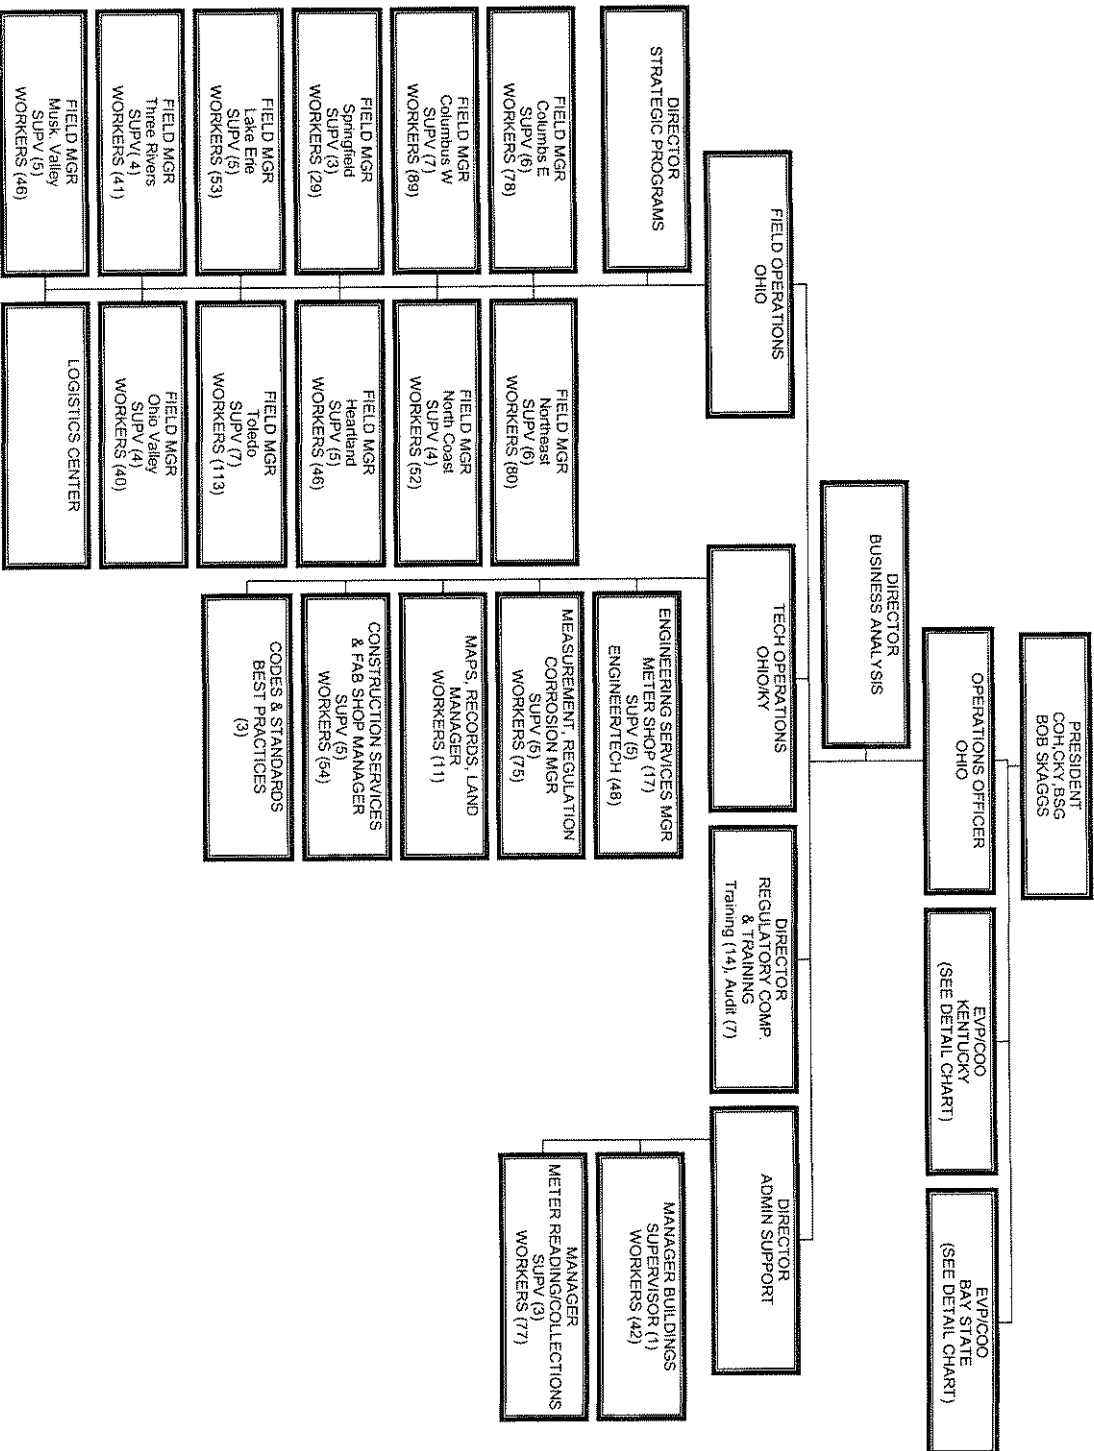 PRESIDENT
COH,CKY,BSG
BOB SKAGGS
OPERATIONS OFFICER
OHIO
EVP/COO
KENTUCKY
(SEE DETAIL CHART)
EVP/COO
BAY STATE
(SEE DETAIL CHART)
DIRECTOR
BUSINESS ANALYSIS
FIELD OPERATIONS
OHIO
TECH OPERATIONS
OHIO/KY
DIRECTOR
REGULATORY COMP.
& TRAINING
Training (14), Audit (7)
DIRECTOR
ADMIN SUPPORT
DIRECTOR
STRATEGIC PROGRAMS
FIELD MGR
Columbs E
SUPV (6)
WORKERS (78)
FIELD MGR
Northeast
SUPV (6)
WORKERS (80)
FIELD MGR
Columbus W
SUPV (7)
WORKERS (89)
FIELD MGR
North Coast
SUPV (4)
WORKERS (52)
FIELD MGR
Springfield
SUPV (3)
WORKERS (29)
FIELD MGR
Heartland
SUPV (5)
WORKERS (46)
FIELD MGR
Lake Erie
SUPV (5)
WORKERS (53)
FIELD MGR
Toledo
SUPV (7)
WORKERS (113)
FIELD MGR
Three Rivers
SUPV( 4)
WORKERS (41)
FIELD MGR
Ohio Valley
SUPV (4)
WORKERS (40)
FIELD MGR
Musk. Valley
SUPV (5)
WORKERS (46)
LOGISTICS CENTER
ENGINEERING SERVICES MGR
METER SHOP (17)
SUPV (5)
ENGINEER/TECH (48)
MEASUREMENT, REGULATION
CORROSION MGR
SUPV (5)
WORKERS (75)
MAPS, RECORDS, LAND
MANAGER
WORKERS (11)
CONSTRUCTION SERVICES
& FAB SHOP MANAGER
SUPV (5)
WORKERS (54)
CODES & STANDARDS
BEST PRACTICES
(3)
MANAGER BUILDINGS
SUPERVISOR (1)
WORKERS (42)
MANAGER
METER READING/COLLECTIONS
SUPV (3)
WORKERS (77)